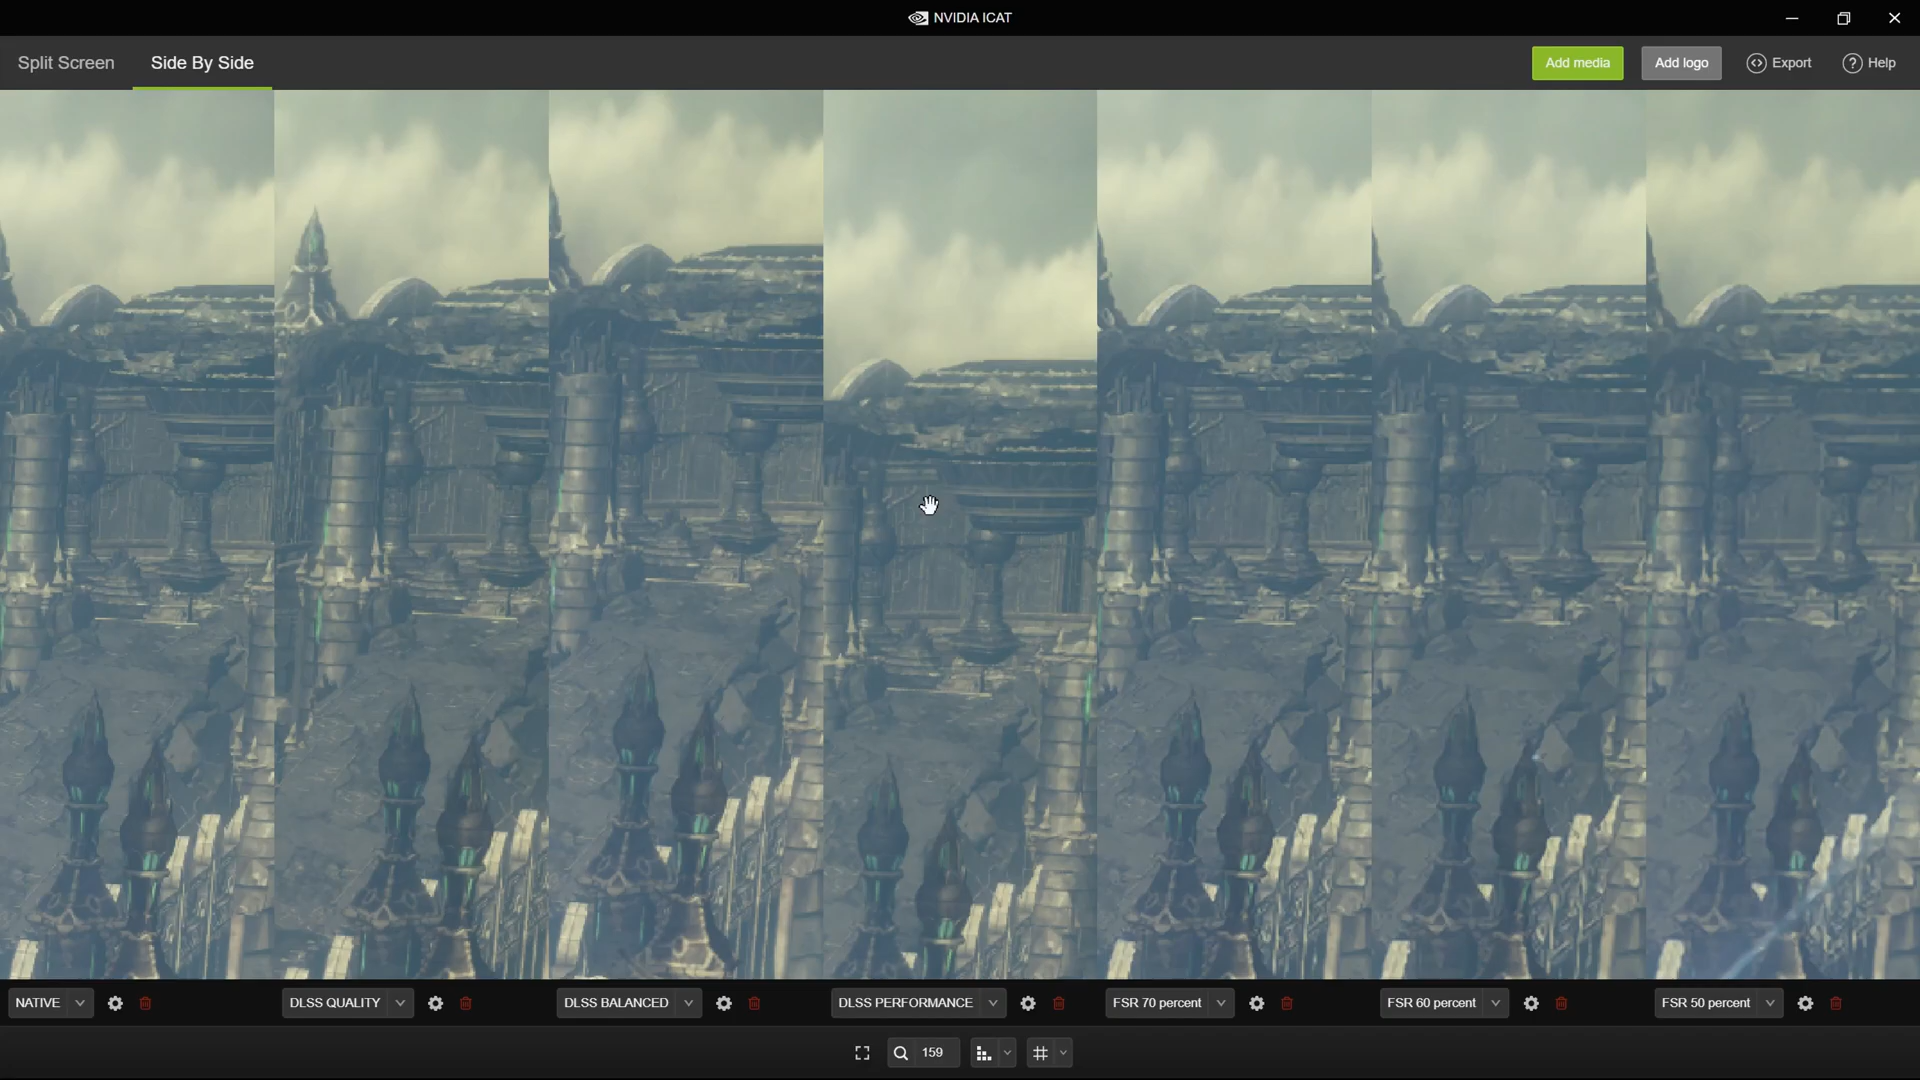 NVIDIA ICAT
Split Screen
Side By Side
Add media
Add logo
Export
? Help
NATIVE
DLSS QUALITY
DLSS BALANCED
DLSS PERFORMANCE
FSR 70 percent
FSR 60 percent
FSR 50 percent
159